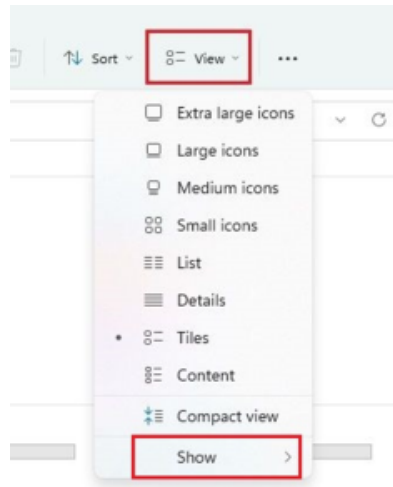 Sort View ...
Extra large icons
Large icons
Medium icons
Small icons
List
Details
Tiles
Content
Compact view
Show